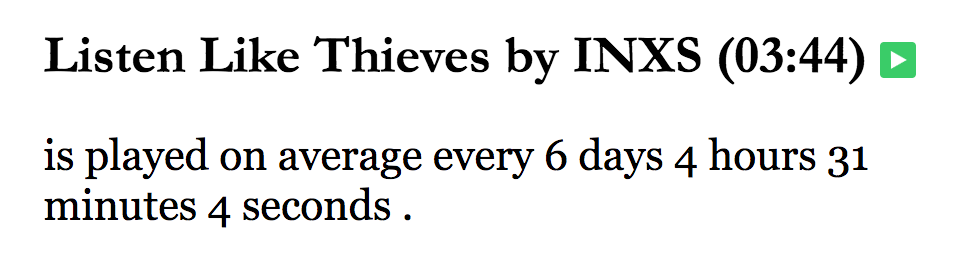 Listen Like Thieves by INXS (03:44)
is played on average every 6 days 4 hours 31
minutes 4 seconds .